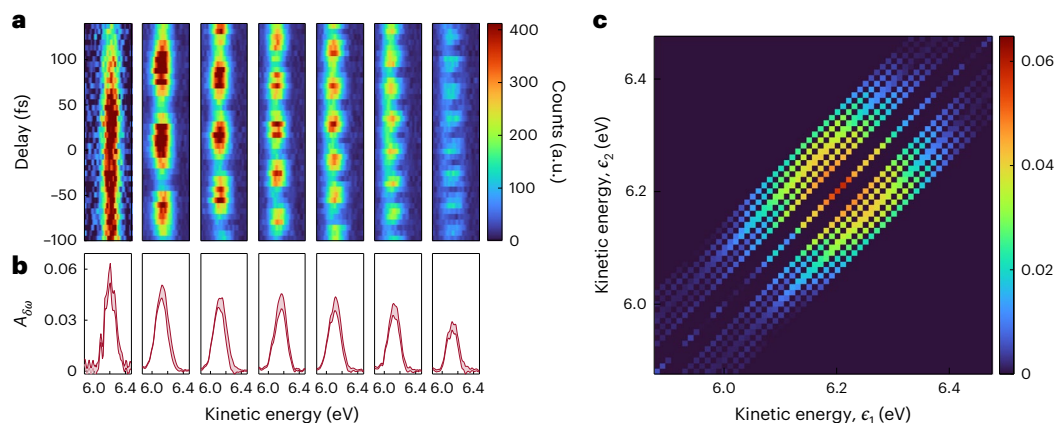 a
Delay (fs)
100
50
0
−50
−100
400
300
200
100
0
Counts (a.u.)
b
A_δω
0.06
0.03
0
6.0 6.4 6.0 6.4 6.0 6.4 6.0 6.4 6.0 6.4 6.0 6.4 6.0 6.4
Kinetic energy (eV)
c
Kinetic energy, ϵ₂ (eV)
6.4
6.2
6.0
6.0 6.2 6.4
Kinetic energy, ϵ₁ (eV)
0.06
0.04
0.02
0